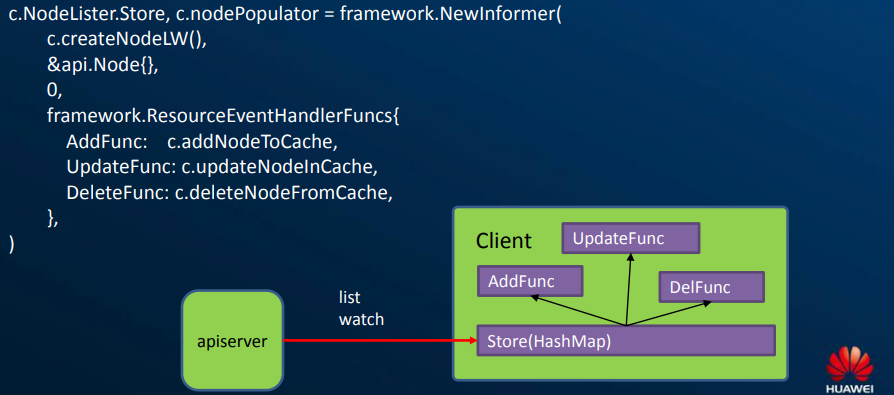 c.NodeLister.Store, c.nodePopulator = framework.NewInformer(
c.createNodeLW(),
&api.Node{},
0,
framework.ResourceEventHandlerFuncs{
AddFunc: c.addNodeToCache,
UpdateFunc: c.updateNodeInCache,
DeleteFunc: c.deleteNodeFromCache,
},
)
Client
UpdateFunc
AddFunc
DelFunc
list
watch
apiserver
Store(HashMap)
HUAWEI